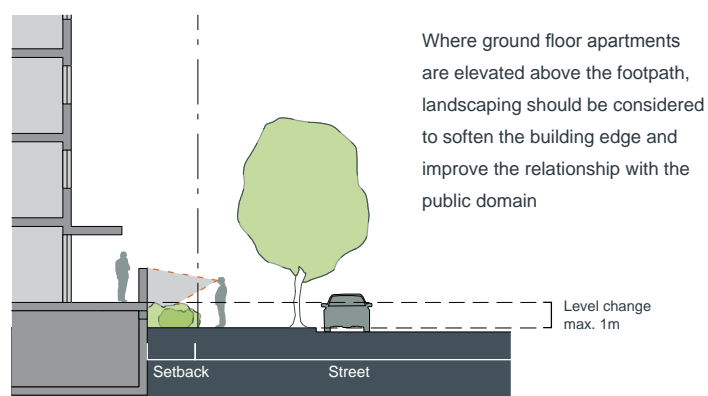 Where ground floor apartments
are elevated above the footpath,
landscaping should be considered
to soften the building edge and
improve the relationship with the
public domain
Level change
max. 1m
Setback
Street